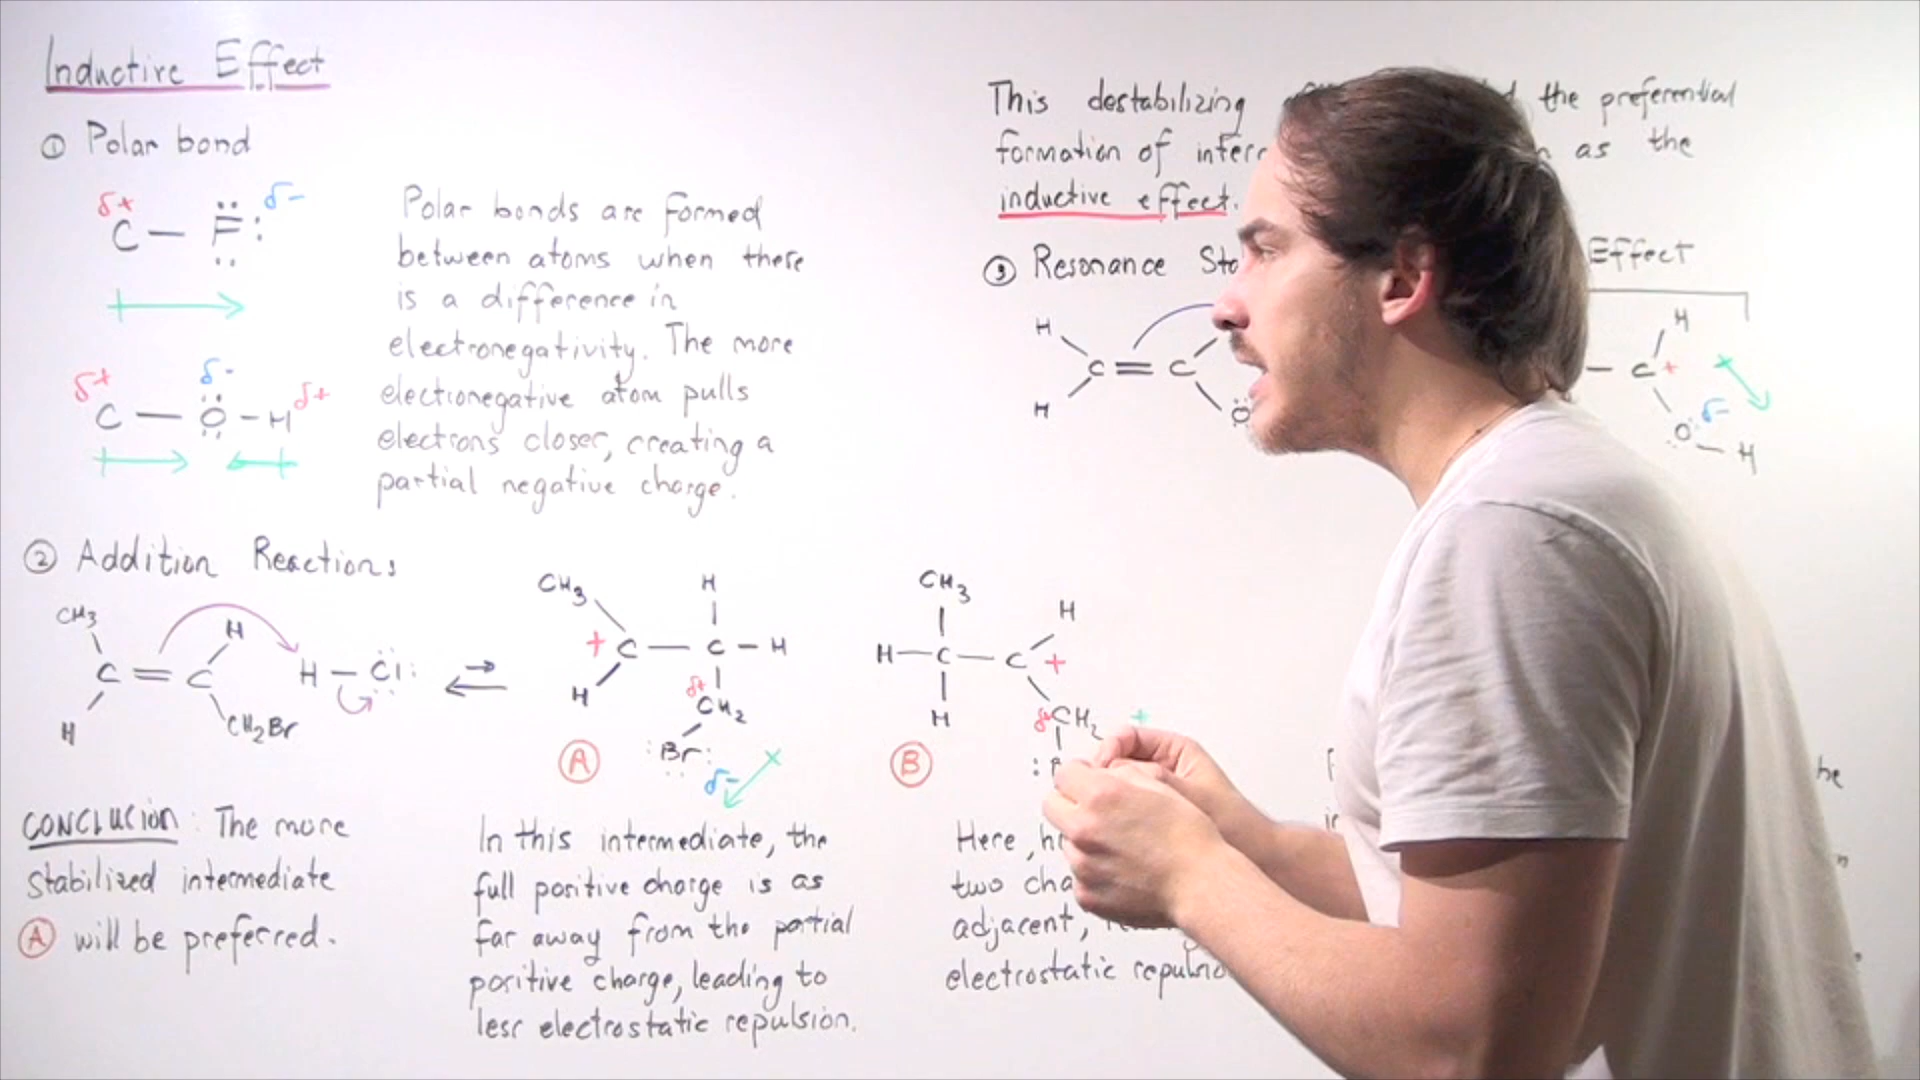 Inductive Effect
① Polar bond
δ+ δ-
C — F:
δ+ δ- δ+
C — O — H
Polar bonds are formed
between atoms when there
is a difference in
electronegativity. The more
electronegative atom pulls
electrons closer, creating a
partial negative charge.
② Addition Reactions
CH3
H
C = C
H — Cl:
H
CH2Br
CH3 H
+ C — C — H
H
δ+ CH2
:Br:
δ-
A
CH3
H
H — C — C +
H
δ+ CH2
B
CONCLUCION: The more
stabilized intermediate
A will be preferred.
In this intermediate, the
full positive charge is as
far away from the partial
positive charge, leading to
less electrostatic repulsion.
Here,
two
adjacent,
electrostatic
This destabilizing the preferential
formation of as the
inductive effect.
③ Resonance Effect
H
C = C
H
O
H
— C +
δ-
O — H